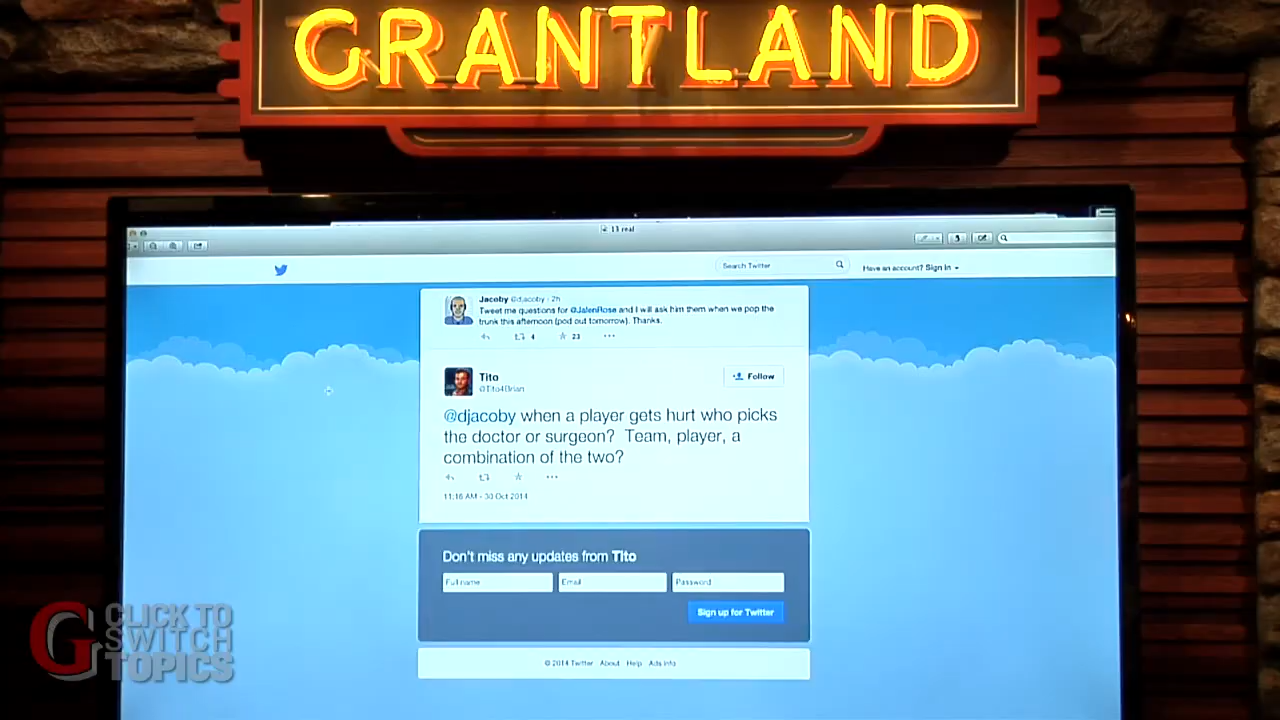 GRANTLAND
13 real
Search Twitter
Have an account? Sign in
Jacoby @djacoby · 2h
Tweet me questions for @JalenRose and I will ask him them when we pop the
trunk this afternoon (pod out tomorrow). Thanks.
4 23
Tito
@Tito4Brian
Follow
@djacoby when a player gets hurt who picks
the doctor or surgeon? Team, player, a
combination of the two?
11:16 AM - 30 Oct 2014
Don't miss any updates from Tito
Full name Email Password
Sign up for Twitter
© 2014 Twitter About Help Ads info
G CLICK TO
SWITCH
TOPICS